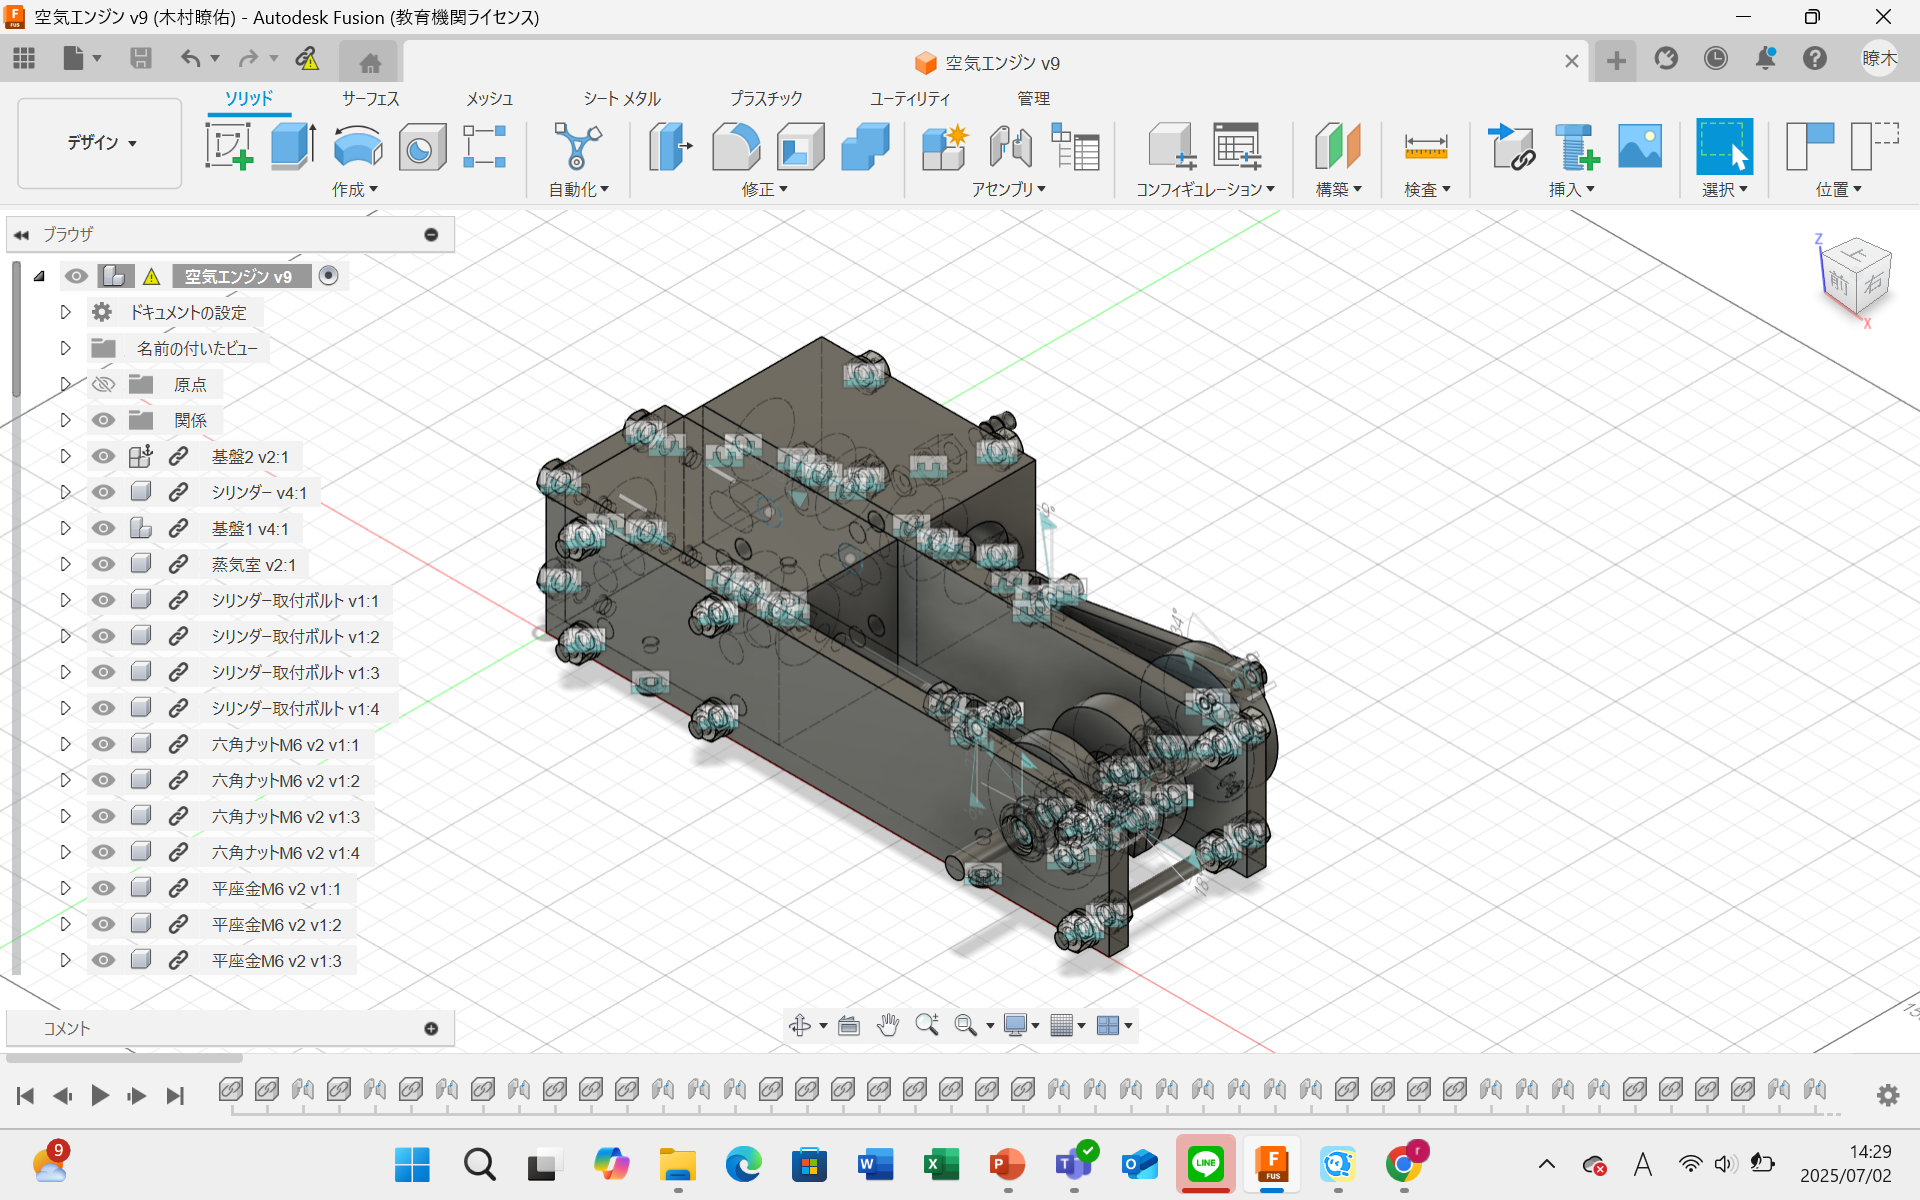 空気エンジン v9 (木村瞭佑) - Autodesk Fusion (教育機関ライセンス)
空気エンジン v9
瞭木
デザイン
ソリッド
サーフェス
メッシュ
シート メタル
プラスチック
ユーティリティ
管理
作成
自動化
修正
アセンブリ
コンフィギュレーション
構築
検査
挿入
選択
位置
ブラウザ
空気エンジン v9
ドキュメントの設定
名前の付いたビュー
原点
関係
基盤2 v2:1
シリンダー v4:1
基盤1 v4:1
蒸気室 v2:1
シリンダー取付ボルト v1:1
シリンダー取付ボルト v1:2
シリンダー取付ボルト v1:3
シリンダー取付ボルト v1:4
六角ナットM6 v2 v1:1
六角ナットM6 v2 v1:2
六角ナットM6 v2 v1:3
六角ナットM6 v2 v1:4
平座金M6 v2 v1:1
平座金M6 v2 v1:2
平座金M6 v2 v1:3
コメント
Z
上
前
右
X
9
LINE
F
FUS
r
A
14:29
2025/07/02